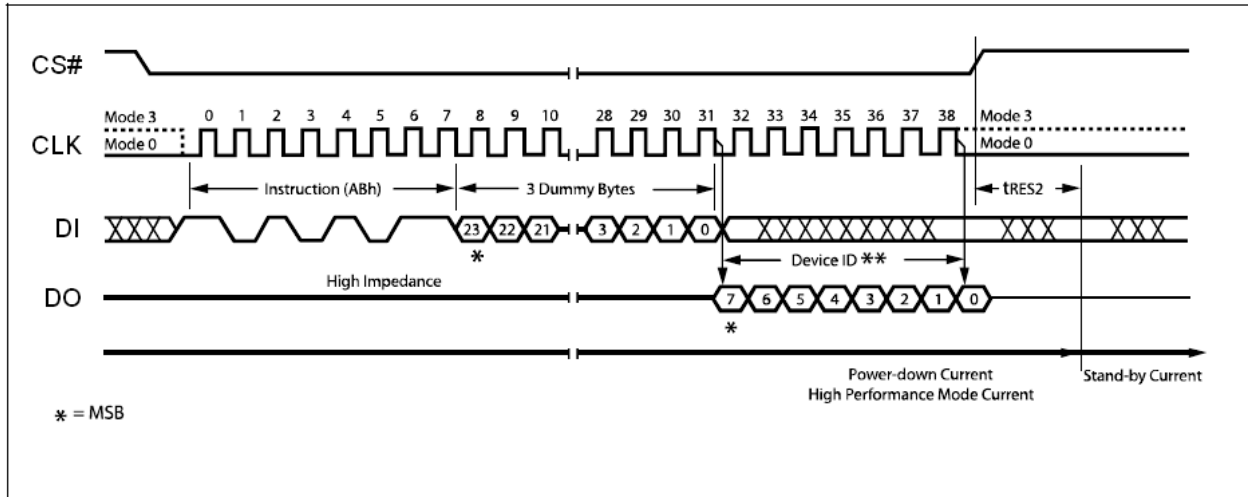 CS#
Mode 3 0 1 2 3 4 5 6 7 8 9 10 28 29 30 31 32 33 34 35 36 37 38 Mode 3
CLK Mode 0 Mode 0
Instruction (ABh) 3 Dummy Bytes tRES2
DI 23 22 21 3 2 1 0
* Device ID **
High Impedance
DO 7 6 5 4 3 2 1 0
*
Power-down Current Stand-by Current
High Performance Mode Current
* = MSB